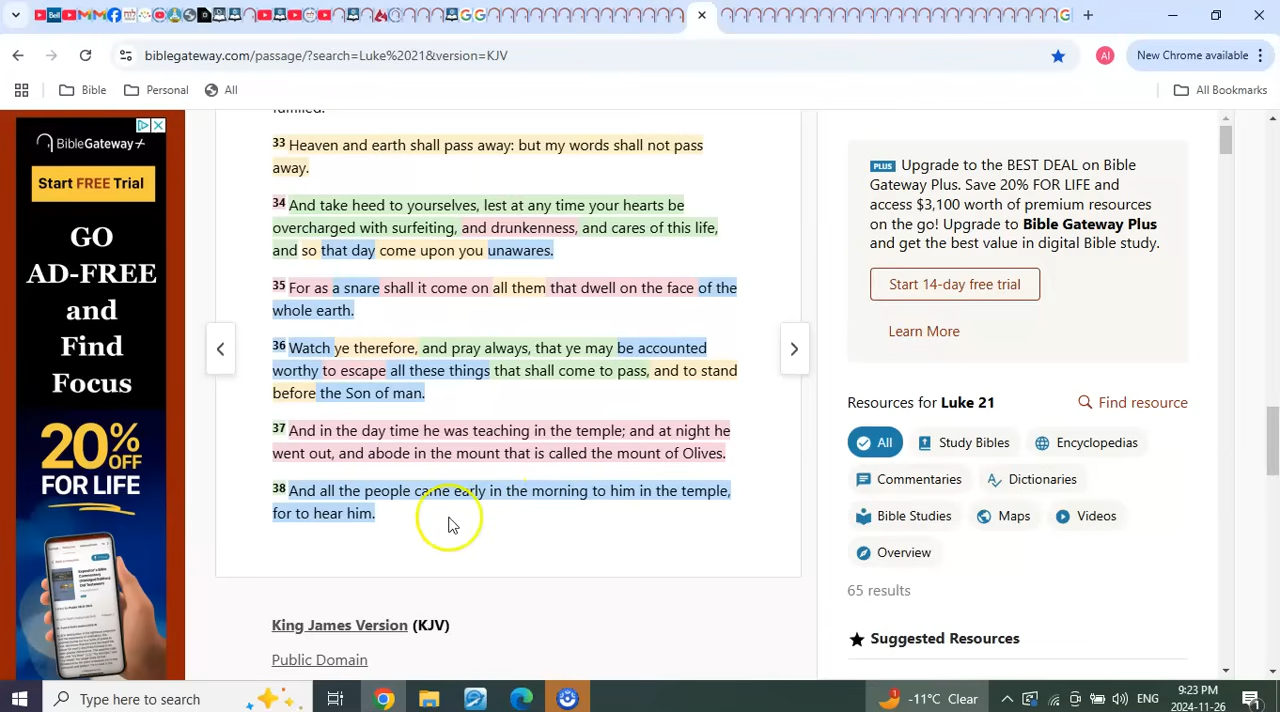 New Chrome available
biblegateway.com/passage/?search=Luke%2021&version=KJV
AI
Bible
Personal
All
All Bookmarks
BibleGateway+
Start FREE Trial
GO
AD-FREE
and
Find
Focus
20% OFF
FOR LIFE
33 Heaven and earth shall pass away: but my words shall not pass
away.
34 And take heed to yourselves, lest at any time your hearts be
overcharged with surfeiting, and drunkenness, and cares of this life,
and so that day come upon you unawares.
35 For as a snare shall it come on all them that dwell on the face of the
whole earth.
36 Watch ye therefore, and pray always, that ye may be accounted
worthy to escape all these things that shall come to pass, and to stand
before the Son of man.
37 And in the day time he was teaching in the temple; and at night he
went out, and abode in the mount that is called the mount of Olives.
38 And all the people came early in the morning to him in the temple,
for to hear him.
King James Version (KJV)
Public Domain
PLUS Upgrade to the BEST DEAL on Bible
Gateway Plus. Save 20% FOR LIFE and
access $3,100 worth of premium resources
on the go! Upgrade to Bible Gateway Plus
and get the best value in digital Bible study.
Start 14-day free trial
Learn More
Resources for Luke 21
Find resource
All
Study Bibles
Encyclopedias
Commentaries
Dictionaries
Bible Studies
Maps
Videos
Overview
65 results
Suggested Resources
Type here to search
-11°C Clear
ENG
9:23 PM
2024-11-26
1